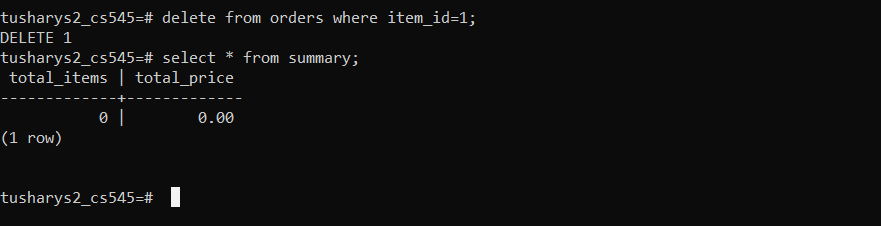 tusharys2_cs545=# delete from orders where item_id=1;
DELETE 1
tusharys2_cs545=# select * from summary;
 total_items | total_price
-------------+-------------
           0 |        0.00
(1 row)
tusharys2_cs545=#